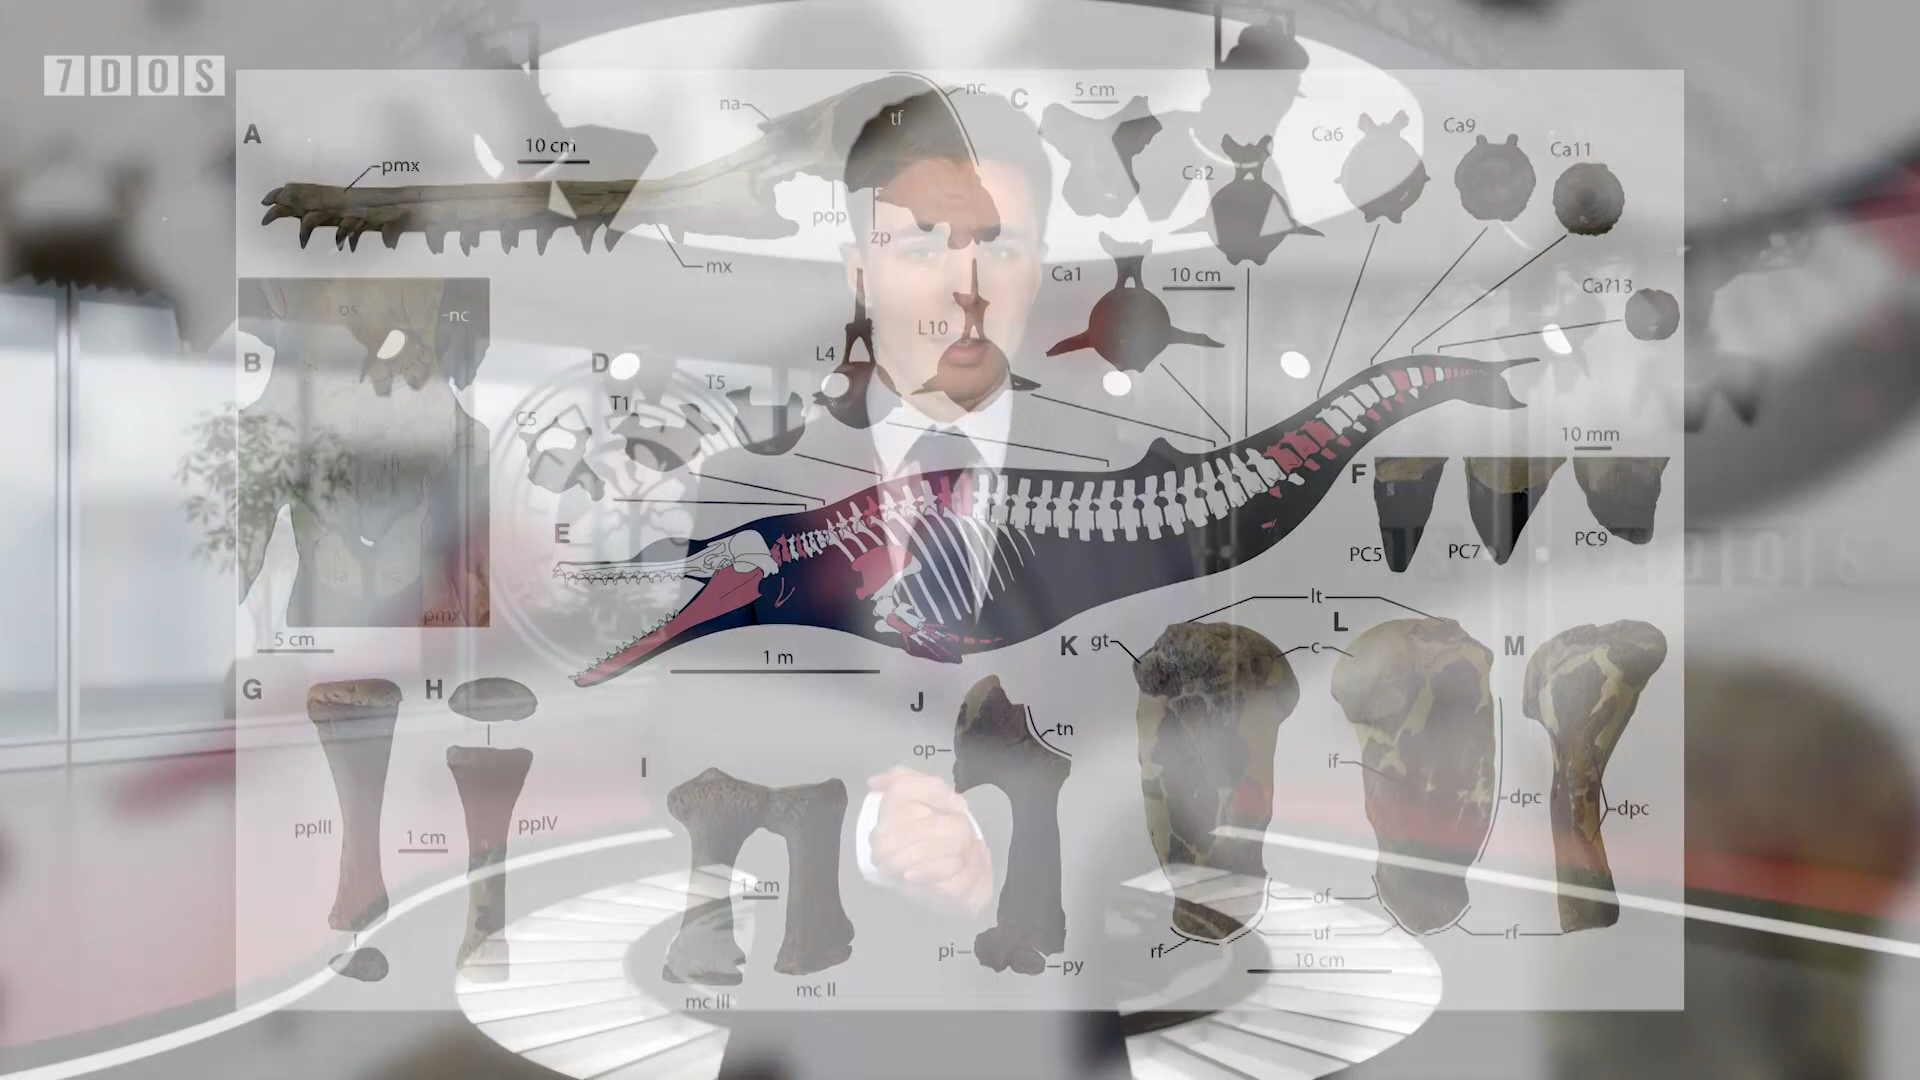 7DOS
A
pmx
10 cm
na
tf
nc
pop
zp
mx
C
5 cm
Ca1
10 cm
Ca2
Ca6
Ca9
Ca11
Ca?13
B
os
nc
na
na
pmx
5 cm
D
C5
T1
T5
L4
L10
E
1 m
F
10 mm
s
PC5
PC7
PC9
G
ppIII
1 cm
H
ppIV
I
1 cm
mc III
mc II
J
op
tn
pi
py
K
gt
lt
c
L
if
dpc
M
dpc
of
uf
rf
rf
10 cm